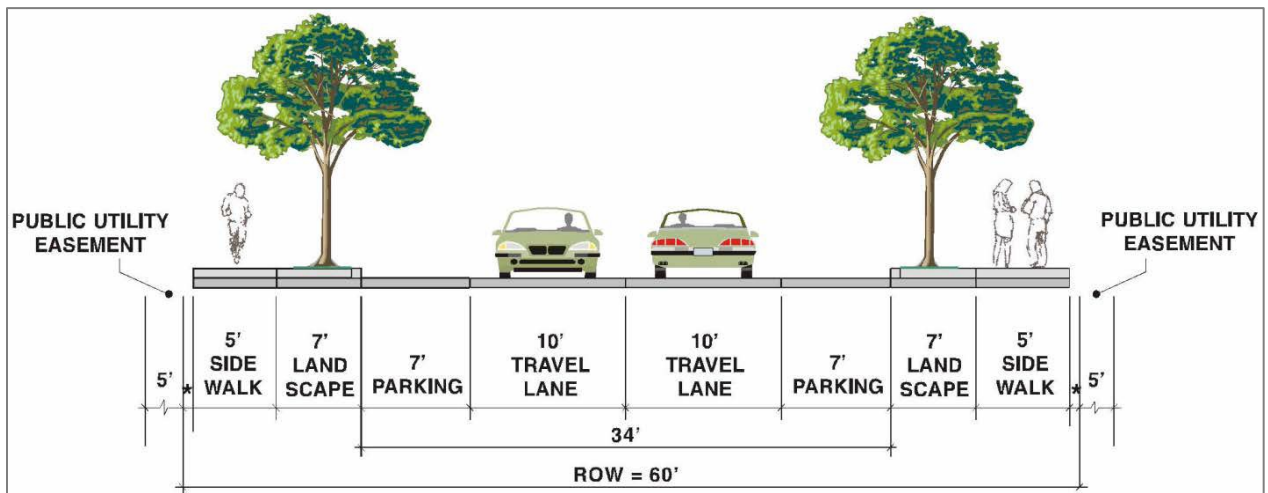 PUBLIC UTILITY
EASEMENT
PUBLIC UTILITY
EASEMENT
5’
*
5’
SIDE
WALK
7’
LAND
SCAPE
7’
PARKING
10’
TRAVEL
LANE
10’
TRAVEL
LANE
7’
PARKING
7’
LAND
SCAPE
5’
SIDE
WALK
*
5’
34’
ROW = 60’